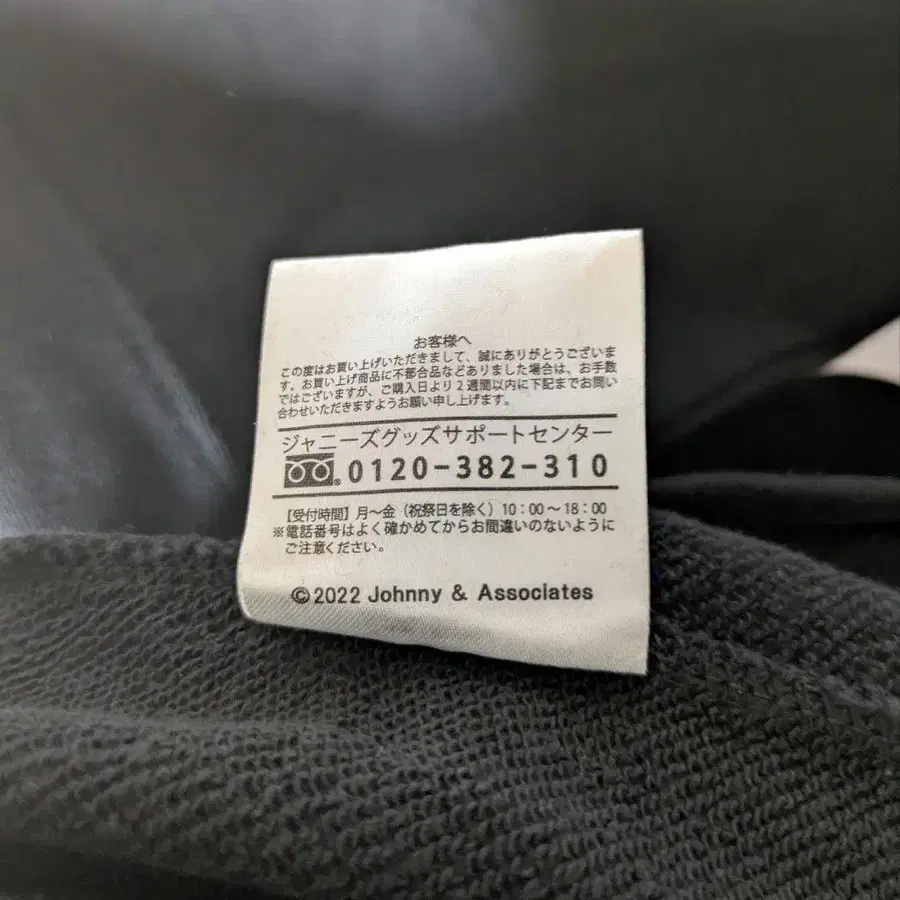 お客様へ
この度はお買い上げいただきまして、誠にありがとうございま
す。お買い上げ商品に不都合品などありました場合は、お手数
ではございますが、ご購入日より2週間以内に下記までお問い
合わせいただきますようお願い申し上げます。
ジャニーズグッズサポートセンター
0120-382-310
【受付時間】月～金（祝祭日を除く）10:00～18:00
※電話番号はよく確かめてからお間違いのないように
ご注意ください。
©2022 Johnny & Associates